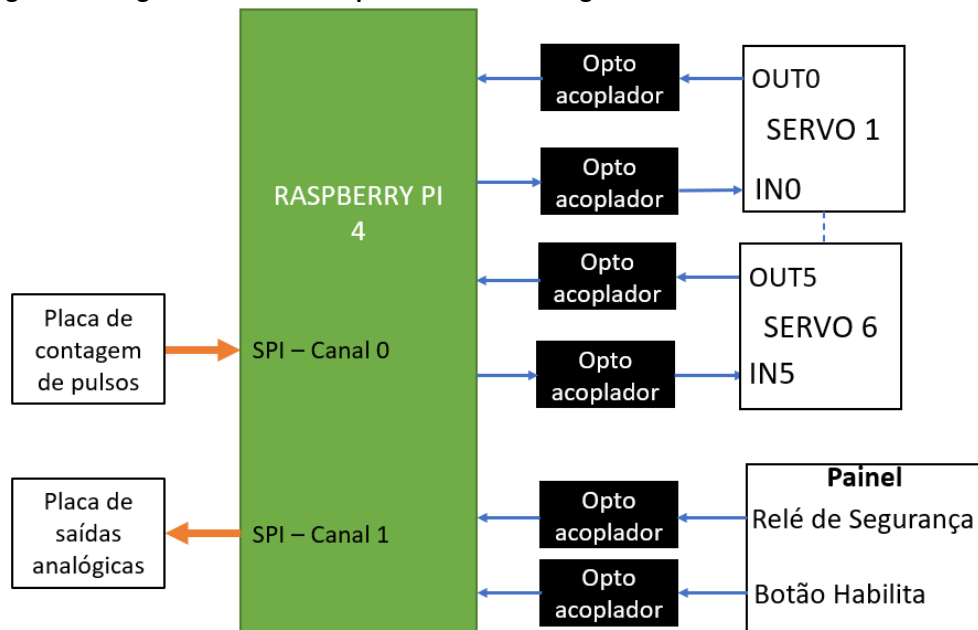 Opto
acoplador
OUT0
SERVO 1
Opto
acoplador
IN0
RASPBERRY PI
4
Opto
acoplador
OUT5
SERVO 6
Placa de
contagem
de pulsos
SPI – Canal 0
Opto
acoplador
IN5
Painel
Placa de
saídas
analógicas
SPI – Canal 1
Opto
acoplador
Relé de Segurança
Opto
acoplador
Botão Habilita